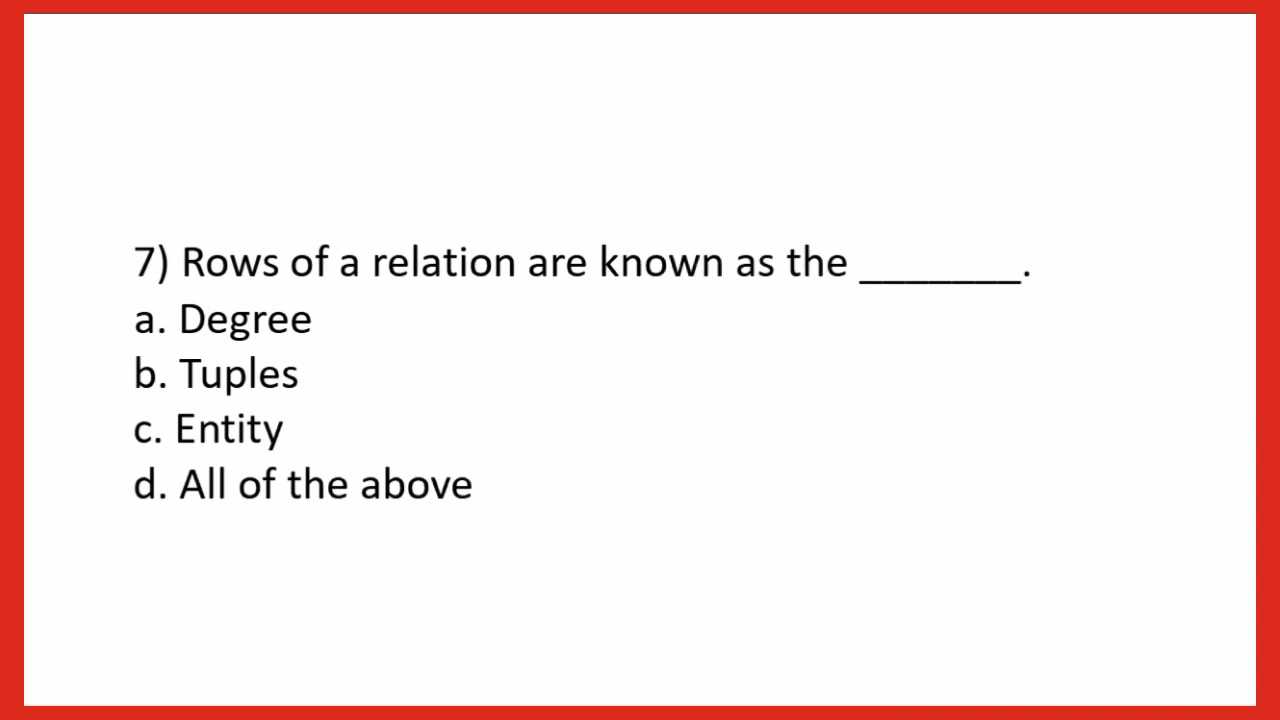 7) Rows of a relation are known as the _______.
a. Degree
b. Tuples
c. Entity
d. All of the above